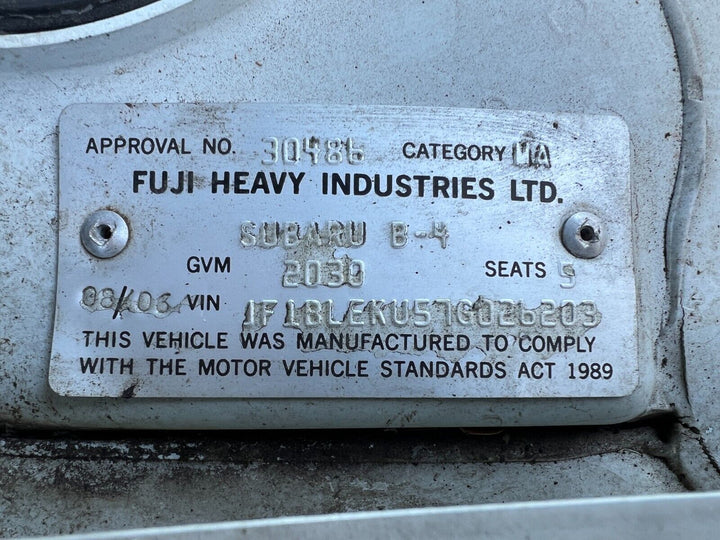 APPROVAL NO. 30486 CATEGORY MA
FUJI HEAVY INDUSTRIES LTD.
SUBARU B-4
GVM 2030 SEATS 5
08/06 VIN
THIS VEHICLE WAS MANUFACTURED TO COMPLY
WITH THE MOTOR VEHICLE STANDARDS ACT 1989